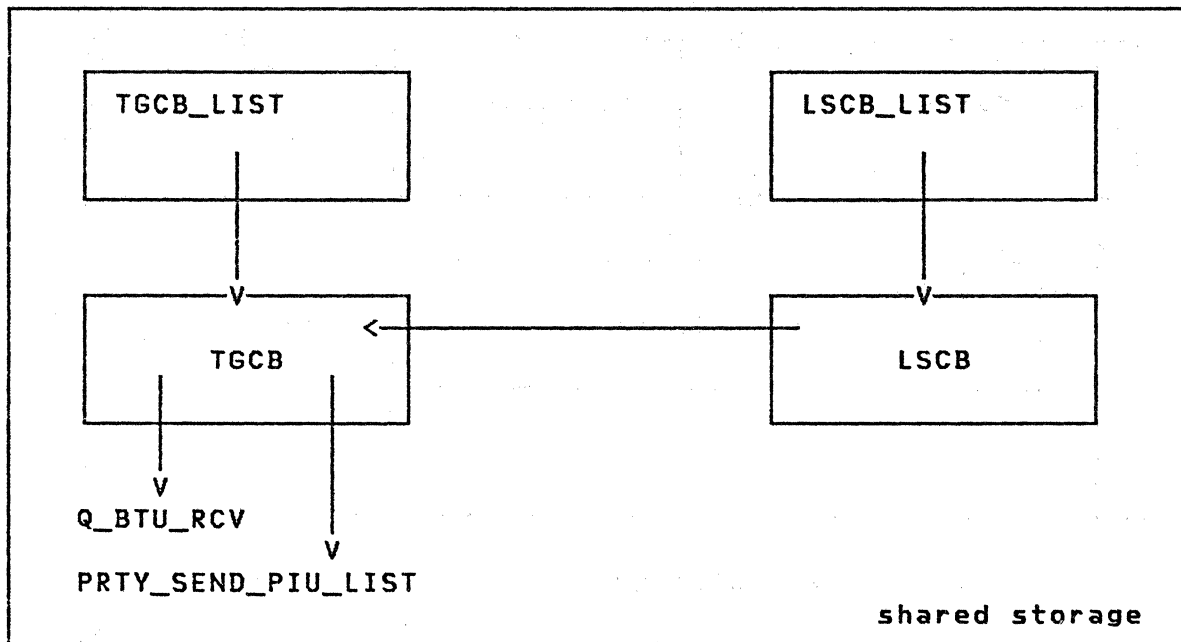 TGCB_LIST
LSCB_LIST
TGCB
LSCB
Q_BTU_RCV
PRTY_SEND_PIU_LIST
shared storage